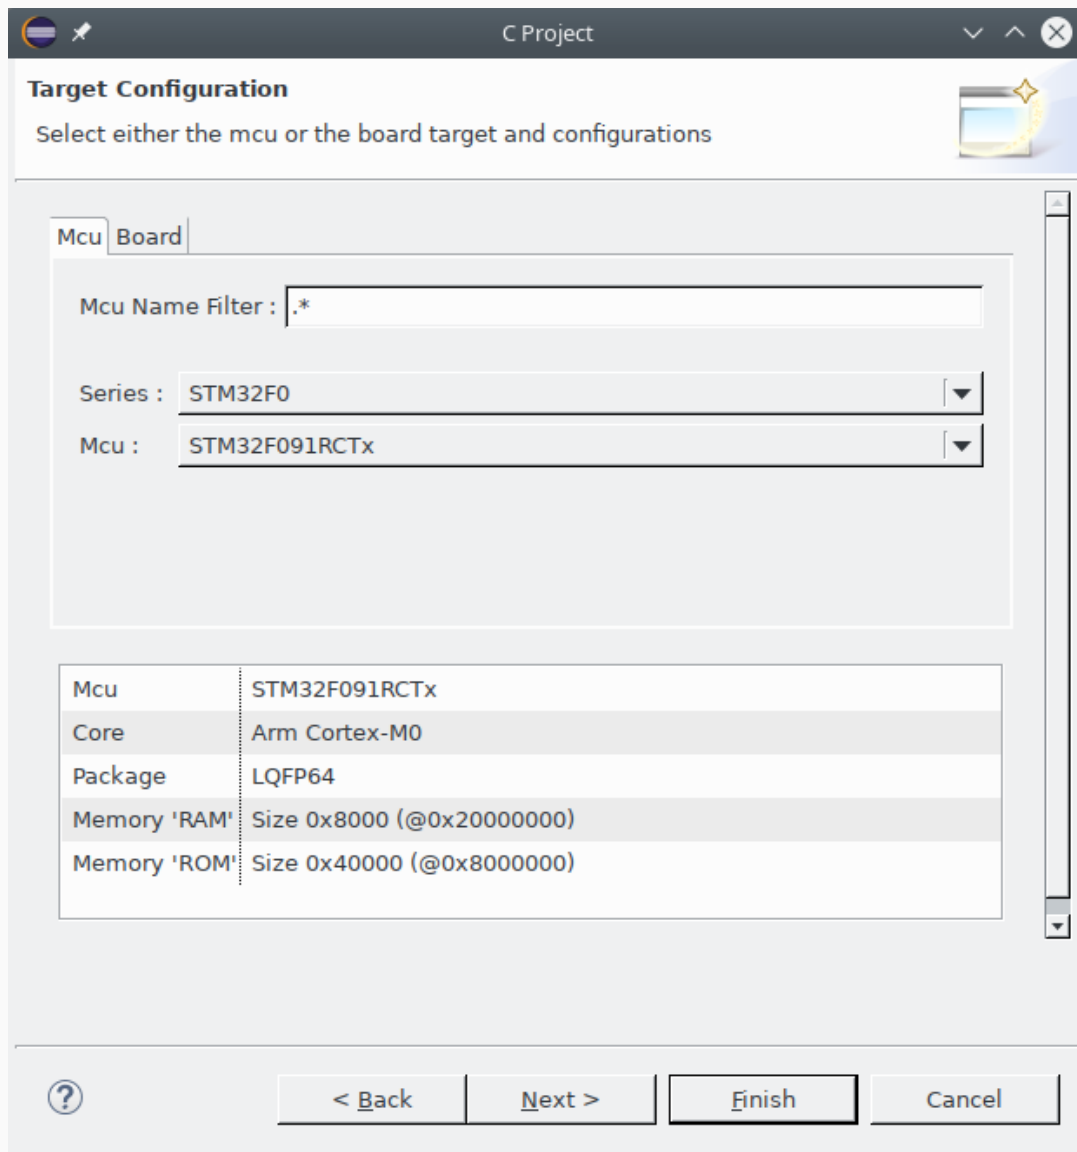 C Project
Target Configuration
Select either the mcu or the board target and configurations
Mcu Board
Mcu Name Filter : .*
Series : STM32F0
Mcu : STM32F091RCTx
Mcu STM32F091RCTx
Core Arm Cortex-M0
Package LQFP64
Memory 'RAM' Size 0x8000 (@0x20000000)
Memory 'ROM' Size 0x40000 (@0x8000000)
? < Back Next > Finish Cancel